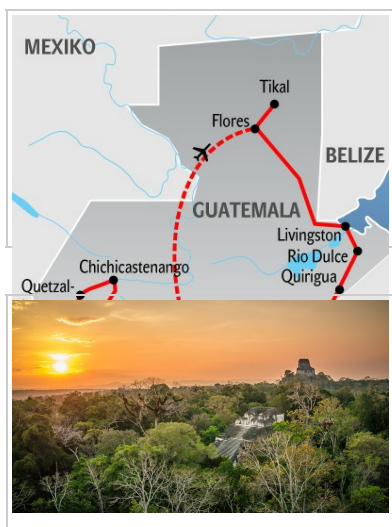 MEXIKO
Tikal
Flores
BELIZE
GUATEMALA
Livingston
Rio Dulce
Chichicastenango
Quirigua
Quetzal-